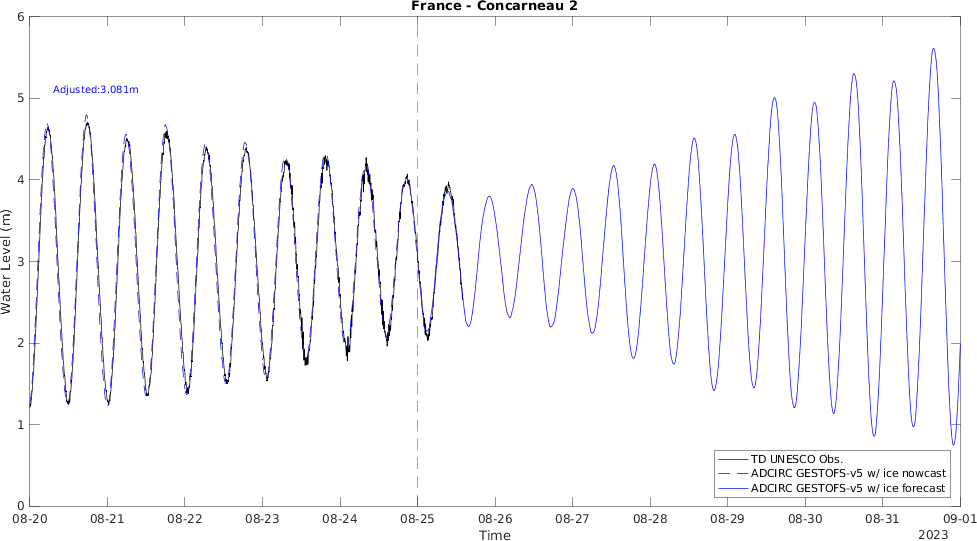 France - Concarneau 2
6
5
4
3
2
1
0
Water Level (m)
Adjusted:3.081m
TD UNESCO Obs.
ADCIRC GESTOFS-v5 w/ ice nowcast
ADCIRC GESTOFS-v5 w/ ice forecast
08-20 08-21 08-22 08-23 08-24 08-25 08-26 08-27 08-28 08-29 08-30 08-31 09-01
Time
2023